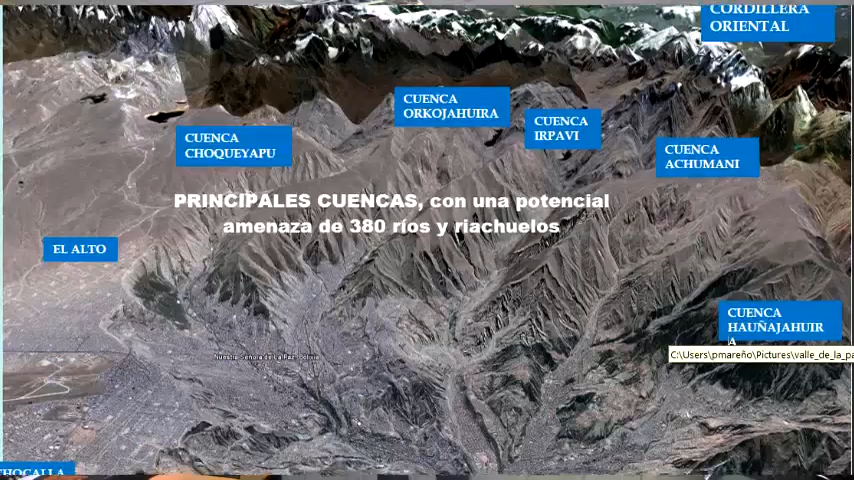 CORDILLERA
ORIENTAL
CUENCA
ORKOJAHUIRA
CUENCA
IRPAVI
CUENCA
CHOQUEYAPU
CUENCA
ACHUMANI
PRINCIPALES CUENCAS, con una potencial
amenaza de 380 ríos y riachuelos
EL ALTO
CUENCA
HAUÑAJAHUIR
A
C:\Users\pmareño\Pictures\valle_de_la_pa
Nuestra Señora de La Paz, Bolivia
HOCALLA